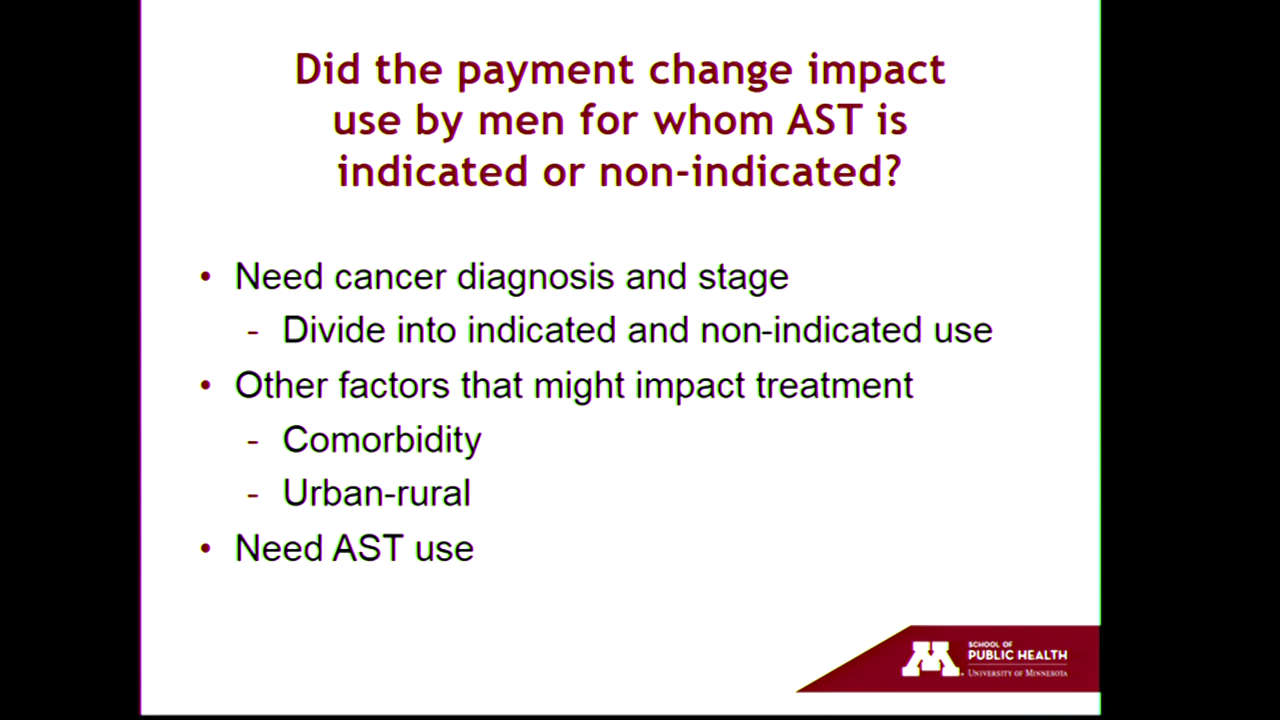 Did the payment change impact
use by men for whom AST is
indicated or non-indicated?
• Need cancer diagnosis and stage
- Divide into indicated and non-indicated use
• Other factors that might impact treatment
- Comorbidity
- Urban-rural
• Need AST use
M
SCHOOL OF
PUBLIC HEALTH
UNIVERSITY OF MINNESOTA